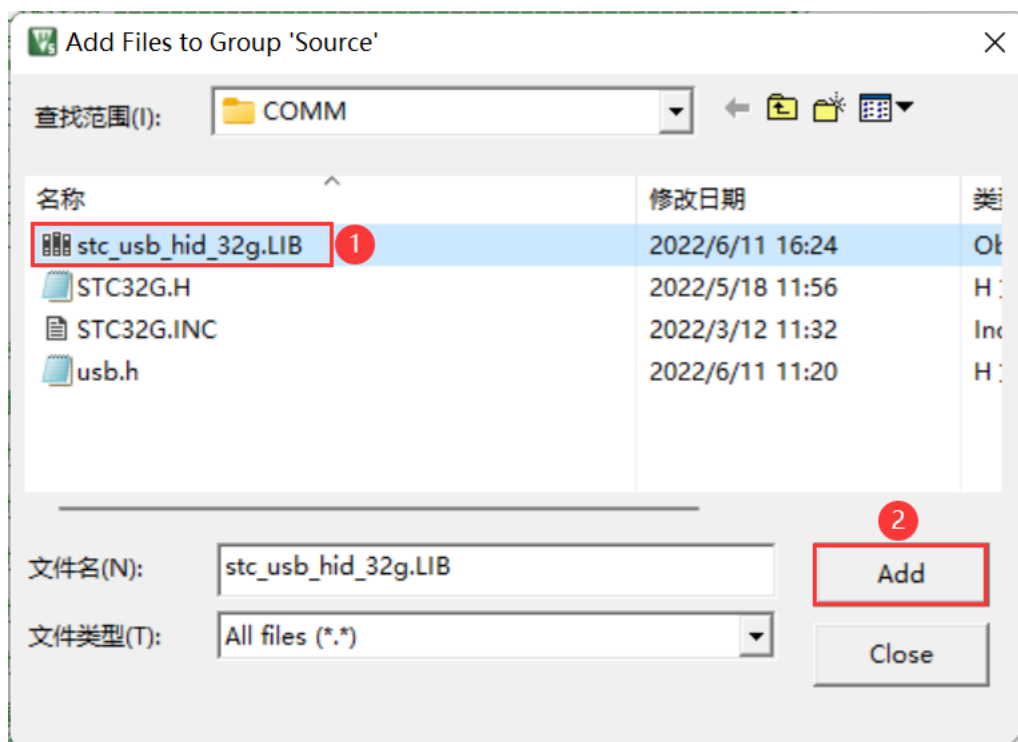 Add Files to Group 'Source'
查找范围(I): COMM
名称 修改日期
stc_usb_hid_32g.LIB 1 2022/6/11 16:24
STC32G.H 2022/5/18 11:56 H
STC32G.INC 2022/3/12 11:32
usb.h 2022/6/11 11:20 H
2
文件名(N): stc_usb_hid_32g.LIB Add
文件类型(T): All files (*.*)
Close